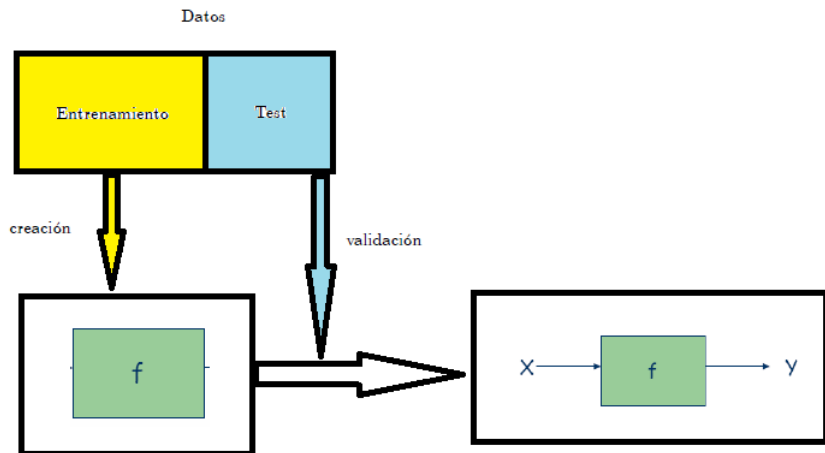 Datos
Entrenamiento
Test
creación
validación
f
X
f
y